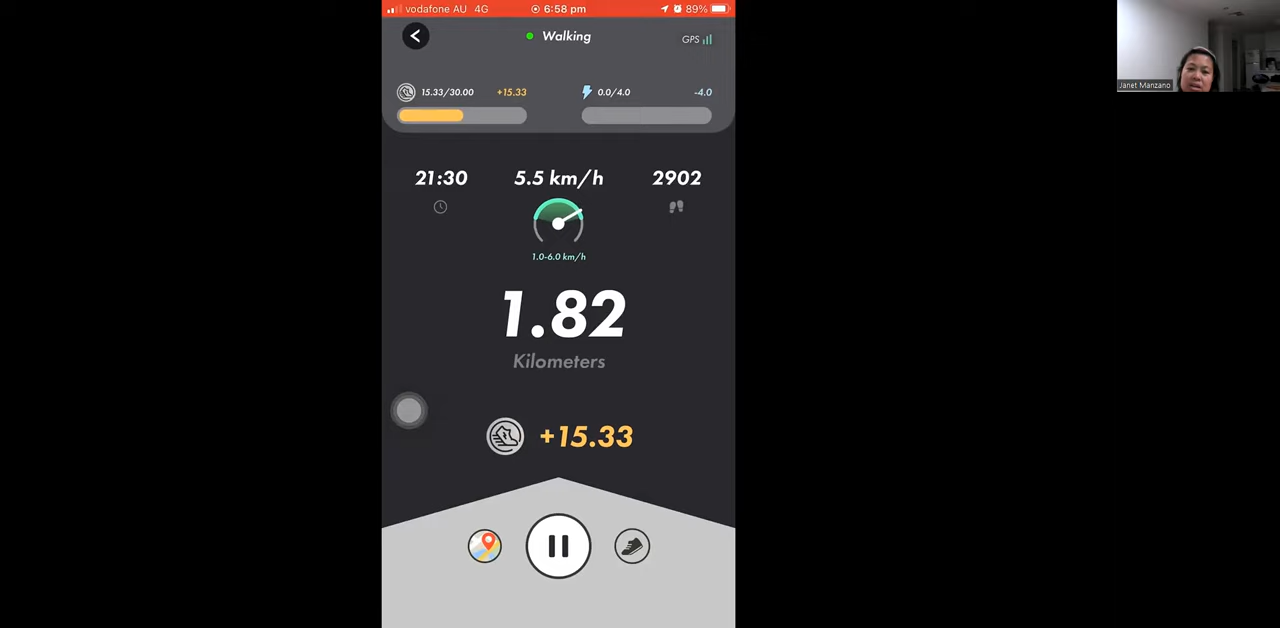 vodafone AU 4G 6:58 pm 89%
Walking
GPS
15.33/30.00 +15.33 0.0/4.0 -4.0
21:30 5.5 km/h 2902
1.0-6.0 km/h
1.82
Kilometers
+15.33
Janet Manzano